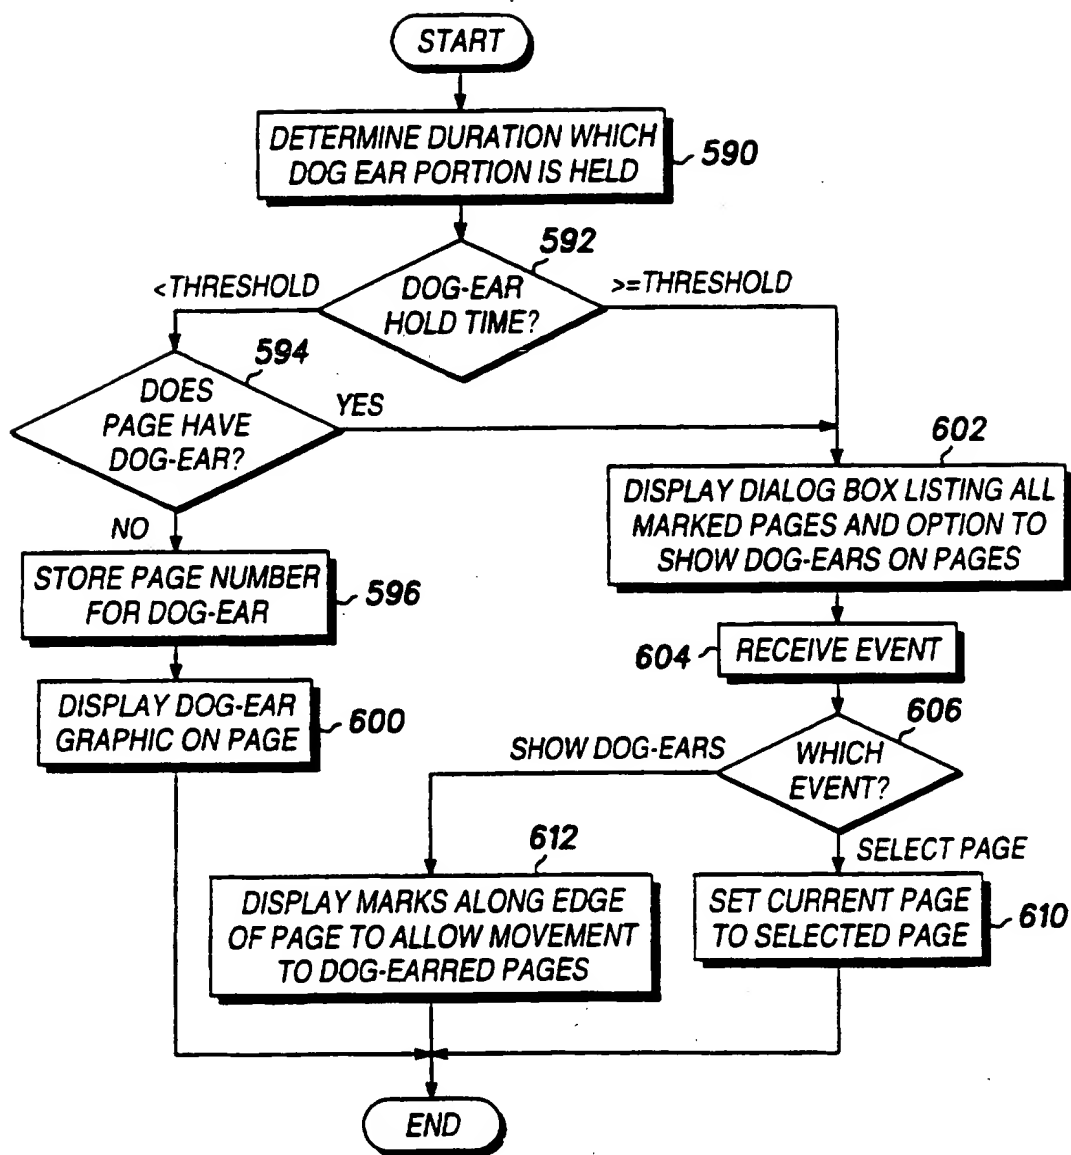 START
DETERMINE DURATION WHICH
DOG EAR PORTION IS HELD
590
592
<THRESHOLD
DOG-EAR
HOLD TIME?
>=THRESHOLD
594
DOES
PAGE HAVE
DOG-EAR?
YES
NO
602
DISPLAY DIALOG BOX LISTING ALL
MARKED PAGES AND OPTION TO
SHOW DOG-EARS ON PAGES
STORE PAGE NUMBER
FOR DOG-EAR
596
604
RECEIVE EVENT
DISPLAY DOG-EAR
GRAPHIC ON PAGE
600
606
SHOW DOG-EARS
WHICH
EVENT?
SELECT PAGE
612
DISPLAY MARKS ALONG EDGE
OF PAGE TO ALLOW MOVEMENT
TO DOG-EARRED PAGES
SET CURRENT PAGE
TO SELECTED PAGE
610
END